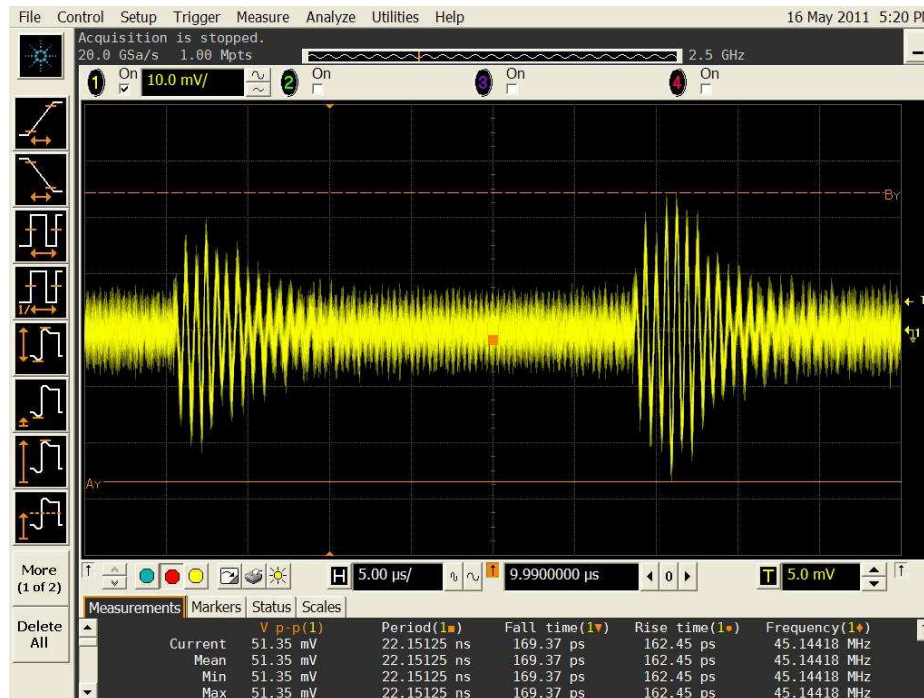 File Control Setup Trigger Measure Analyze Utilities Help 16 May 2011 5:20
Acquisition is stopped.
20.0 GSa/s 1.00 Mpts 2.5 GHz
1 On 10.0 mV/ 2 On 3 On 4 On
By
Ay
1/
More
(1 of 2)
Delete
All
H 5.00 µs/ 9.9900000 µs 0 T 5.0 mV
Measurements Markers Status Scales
V p-p(1) Period(1) Fall time(1) Rise time(1) Frequency(1)
Current 51.35 mV 22.15125 ns 169.37 ps 162.45 ps 45.14418 MHz
Mean 51.35 mV 22.15125 ns 169.37 ps 162.45 ps 45.14418 MHz
Min 51.35 mV 22.15125 ns 169.37 ps 162.45 ps 45.14418 MHz
Max 51.35 mV 22.15125 ns 169.37 ps 162.45 ps 45.14418 MHz